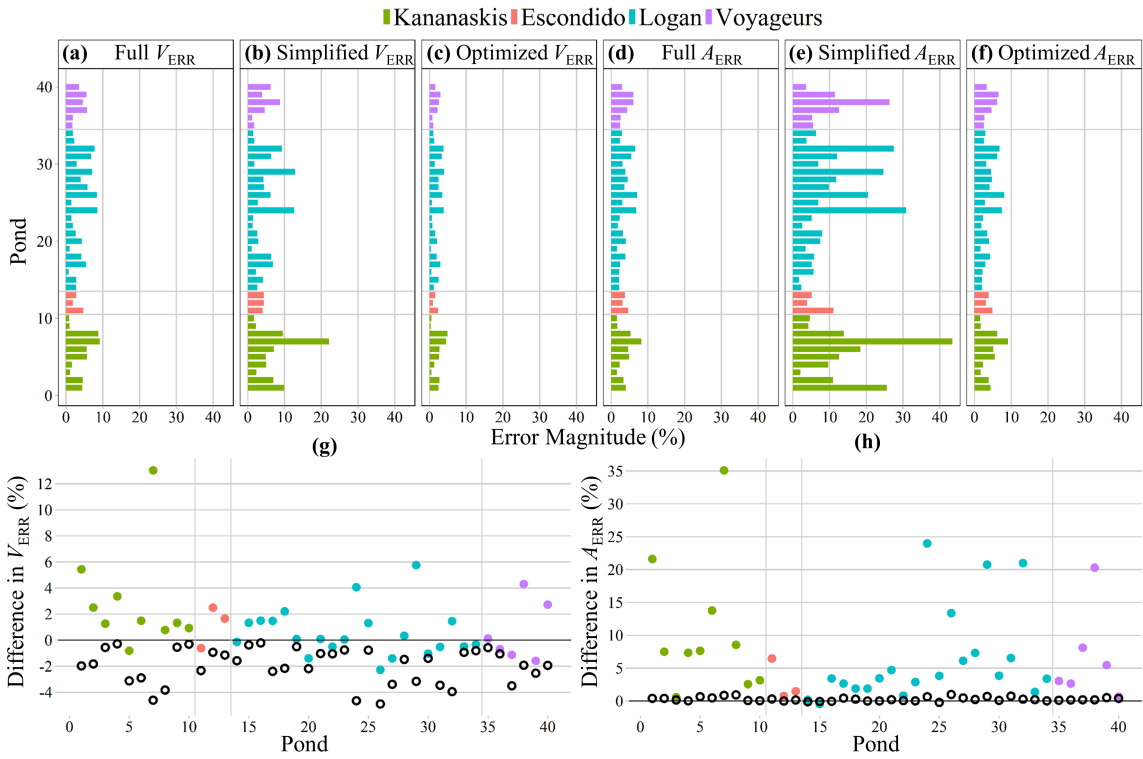 Kananaskis Escondido Logan Voyageurs
(a) Full VERR (b) Simplified VERR (c) Optimized VERR (d) Full AERR (e) Simplified AERR (f) Optimized AERR
40
30
20
10
0
Pond
0 10 20 30 40 0 10 20 30 40 0 10 20 30 40 0 10 20 30 40 0 10 20 30 40 0 10 20 30 40
Error Magnitude (%)
(g) (h)
12
10
8
6
4
2
0
-2
-4
Difference in VERR (%)
0 5 10 15 20 25 30 35 40
Pond
35
30
25
20
15
10
5
0
Difference in AERR (%)
0 5 10 15 20 25 30 35 40
Pond